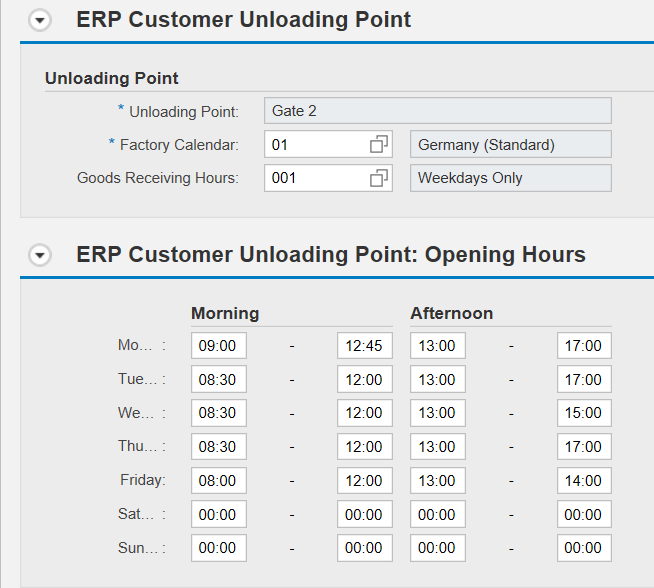 ERP Customer Unloading Point
Unloading Point
* Unloading Point: Gate 2
* Factory Calendar: 01 Germany (Standard)
Goods Receiving Hours: 001 Weekdays Only
ERP Customer Unloading Point: Opening Hours
Morning Afternoon
Mo... : 09:00 - 12:45 13:00 - 17:00
Tue... : 08:30 - 12:00 13:00 - 17:00
We... : 08:30 - 12:00 13:00 - 15:00
Thu... : 08:30 - 12:00 13:00 - 17:00
Friday: 08:00 - 12:00 13:00 - 14:00
Sat... : 00:00 - 00:00 00:00 - 00:00
Sun... : 00:00 - 00:00 00:00 - 00:00